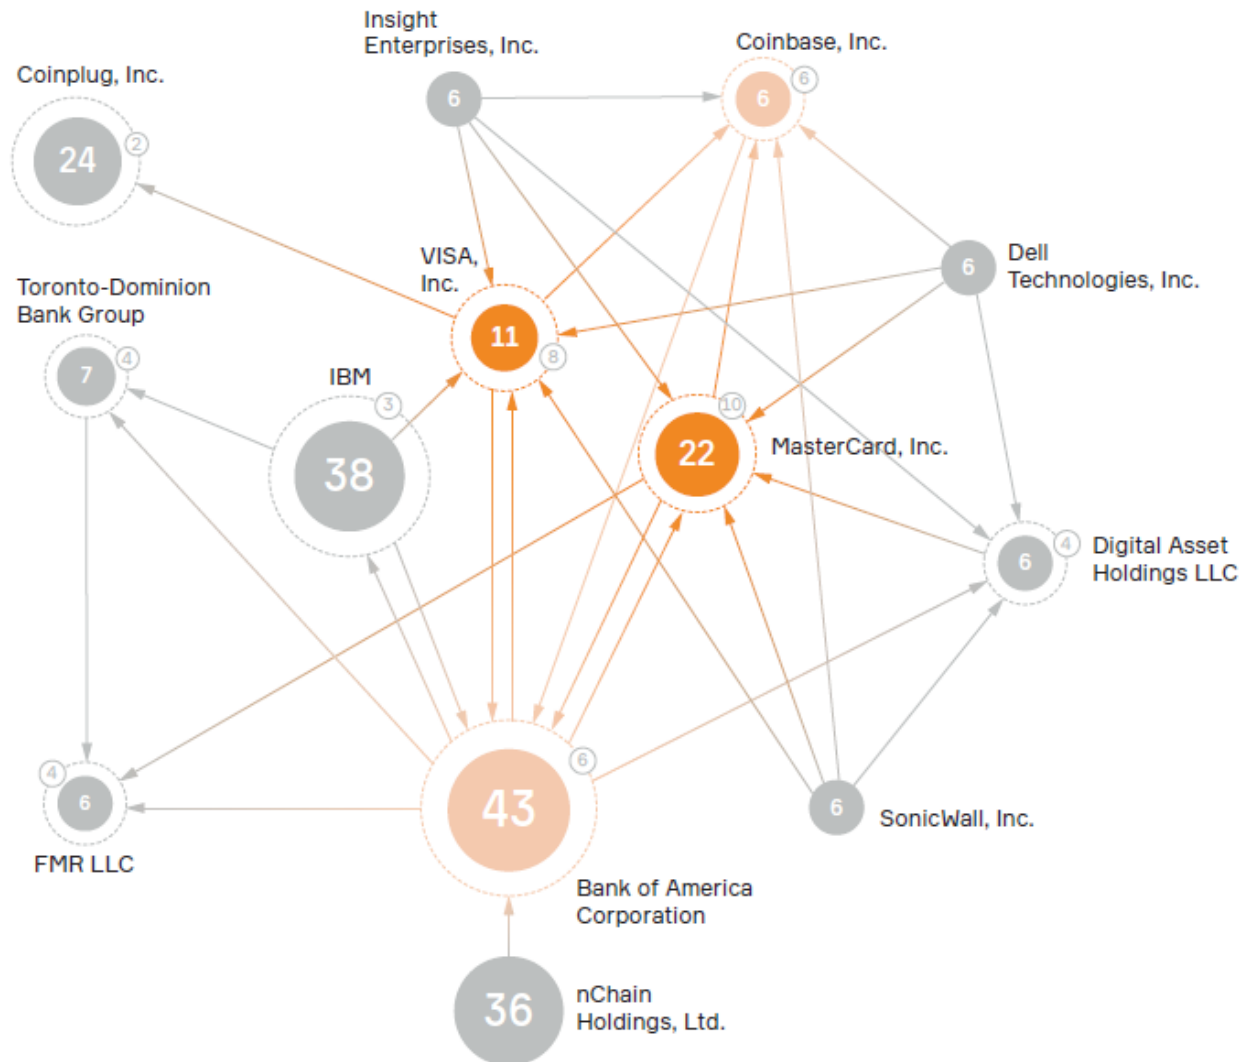 Insight
Enterprises, Inc.
Coinbase, Inc.
Coinplug, Inc.
6
6
6
24
2
VISA,
Inc.
Dell
Technologies, Inc.
6
Toronto-Dominion
Bank Group
11
8
4
7
IBM
3
10
38
22
MasterCard, Inc.
4
6
Digital Asset
Holdings LLC
6
4
6
43
6
SonicWall, Inc.
FMR LLC
Bank of America
Corporation
36
nChain
Holdings, Ltd.